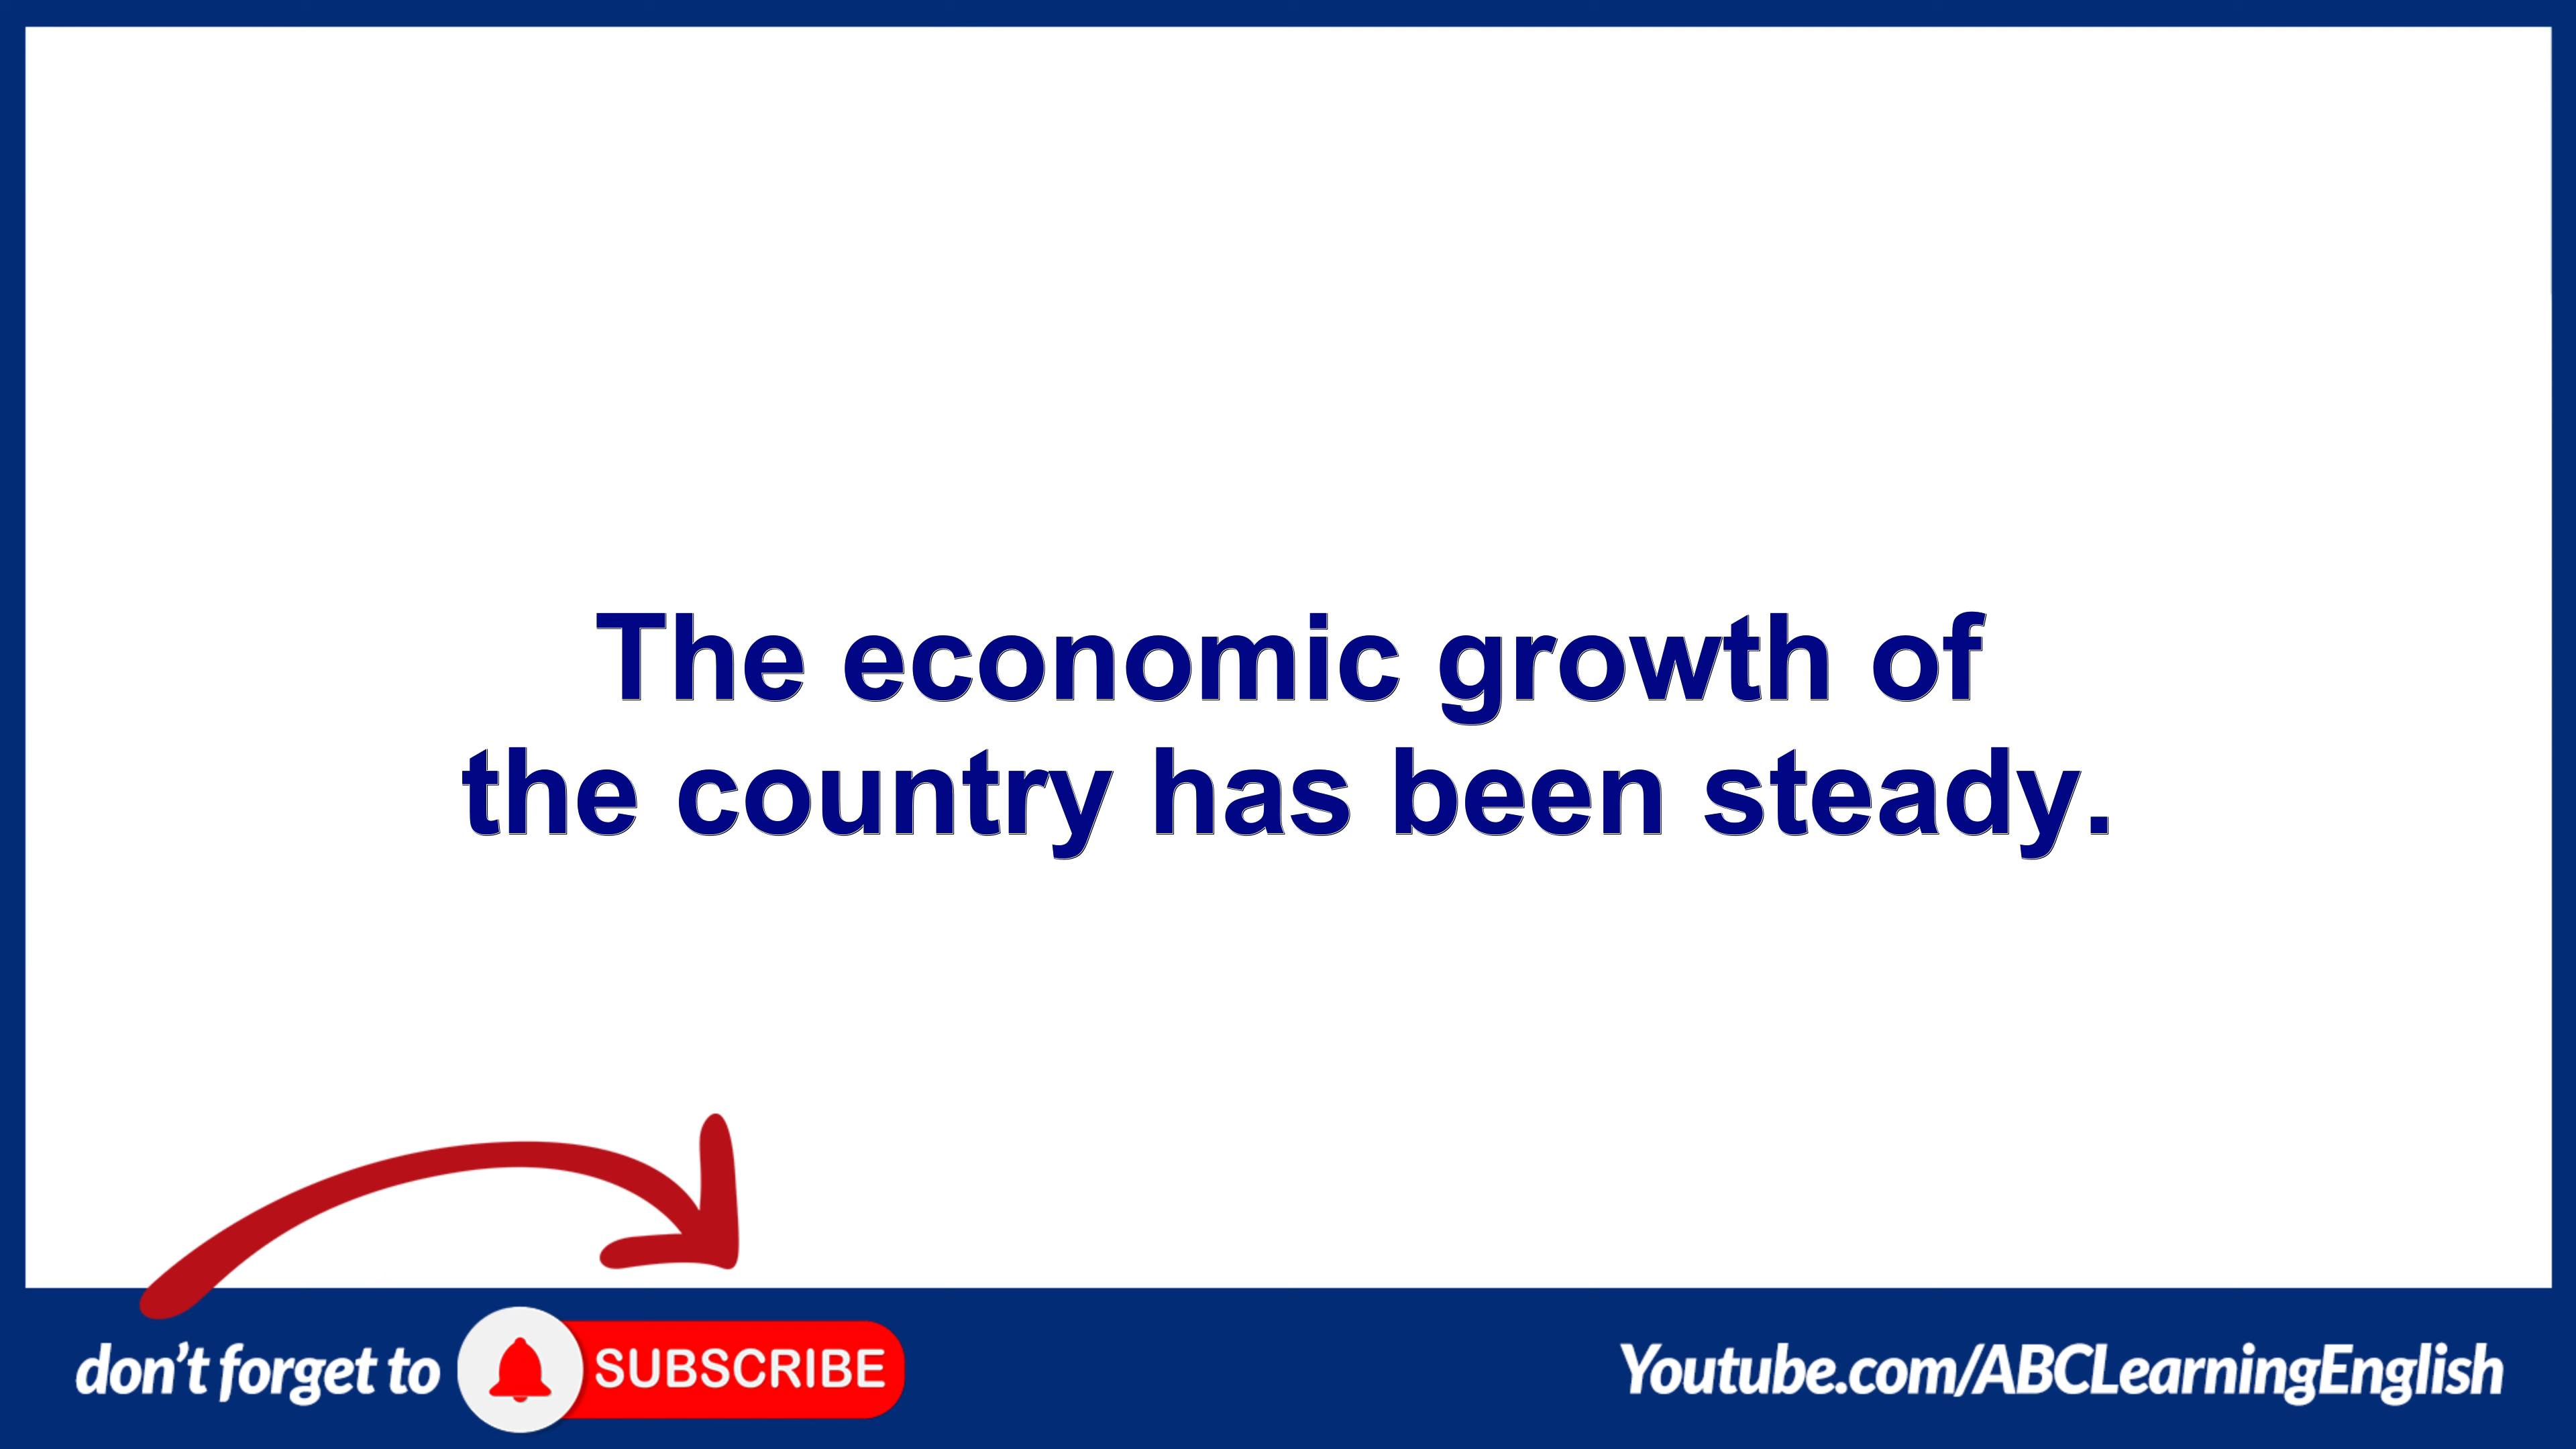 The economic growth of
the country has been steady.
don't forget to SUBSCRIBE
Youtube.com/ABCLearningEnglish